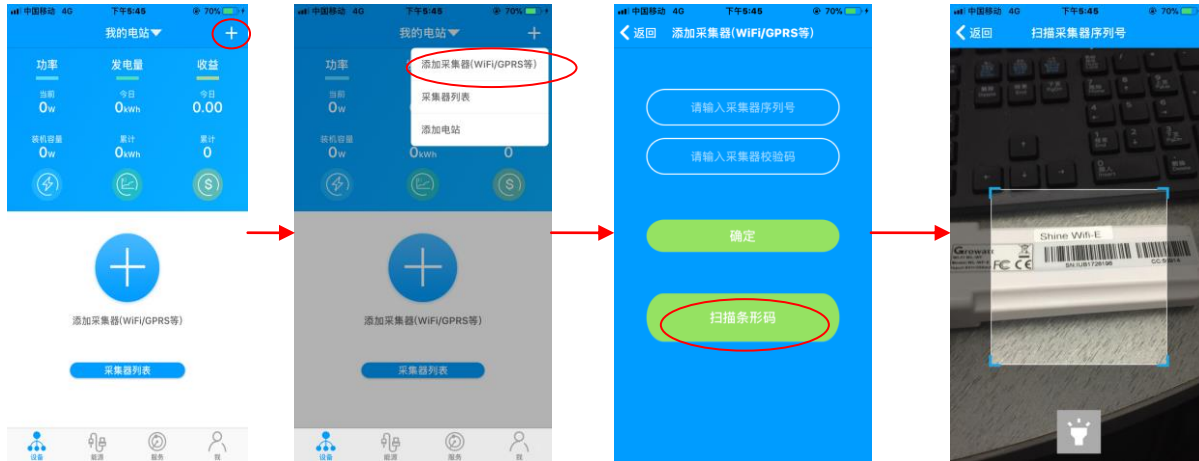 中国移动 4G 下午5:45 70%
我的电站
功率 发电量 收益
当前 今日 今日
0w 0kWh 0.00
装机容量 累计 累计
0w 0kWh 0
添加采集器(WiFi/GPRS等)
采集器列表
设备 能源 服务 我
中国移动 4G 下午5:45 70%
我的电站
添加采集器(WiFi/GPRS等)
采集器列表
添加电站
功率
当前
0w
装机容量 累计 累计
0w 0kWh 0
添加采集器(WiFi/GPRS等)
采集器列表
设备 能源 服务 我
中国移动 4G 下午5:45 70%
返回 添加采集器(WiFi/GPRS等)
请输入采集器序列号
请输入采集器校验码
确定
扫描条形码
中国移动 4G 下午5:45 70%
返回 扫描采集器序列号
Shine Wifi-E
Growatt
FC CE